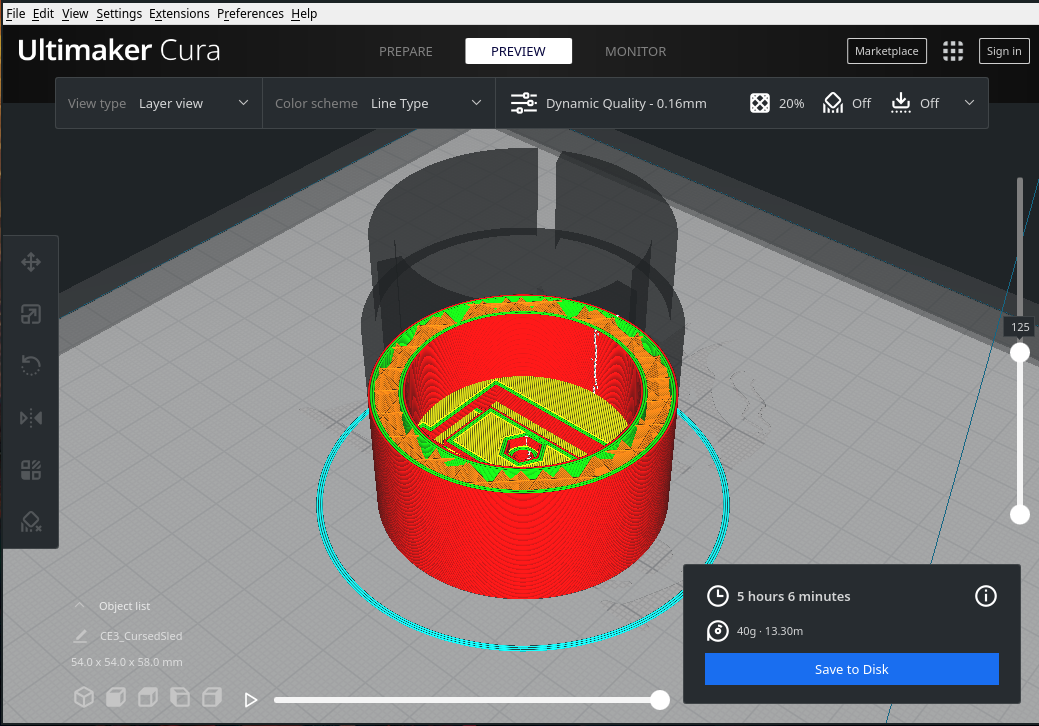 File Edit View Settings Extensions Preferences Help
Ultimaker Cura PREPARE PREVIEW MONITOR Marketplace Sign in
View type Layer view Color scheme Line Type Dynamic Quality - 0.16mm 20% Off Off
125
Object list
CE3_CursedSled
54.0 x 54.0 x 58.0 mm
5 hours 6 minutes
40g · 13.30m
Save to Disk